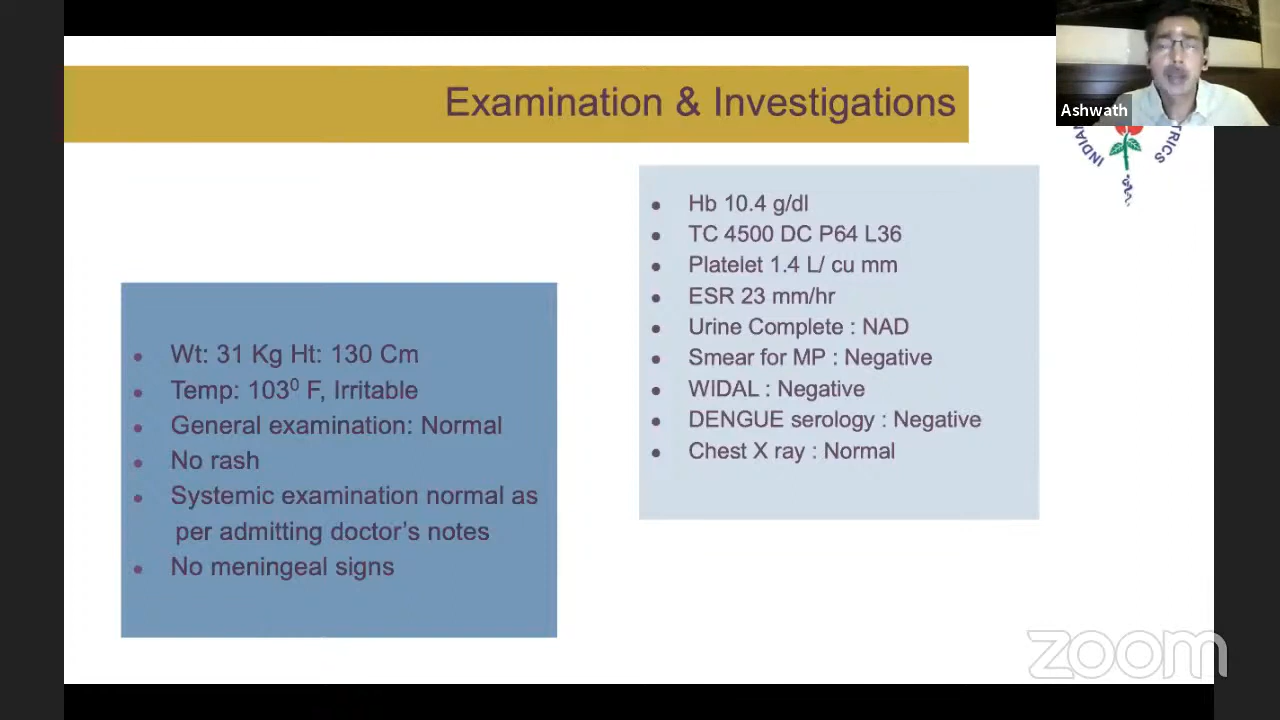 Examination & Investigations
Ashwath
INDIAN
TRICS
Wt: 31 Kg Ht: 130 Cm
Temp: 103⁰ F, Irritable
General examination: Normal
No rash
Systemic examination normal as
per admitting doctor’s notes
No meningeal signs
Hb 10.4 g/dl
TC 4500 DC P64 L36
Platelet 1.4 L/ cu mm
ESR 23 mm/hr
Urine Complete : NAD
Smear for MP : Negative
WIDAL : Negative
DENGUE serology : Negative
Chest X ray : Normal
zoom